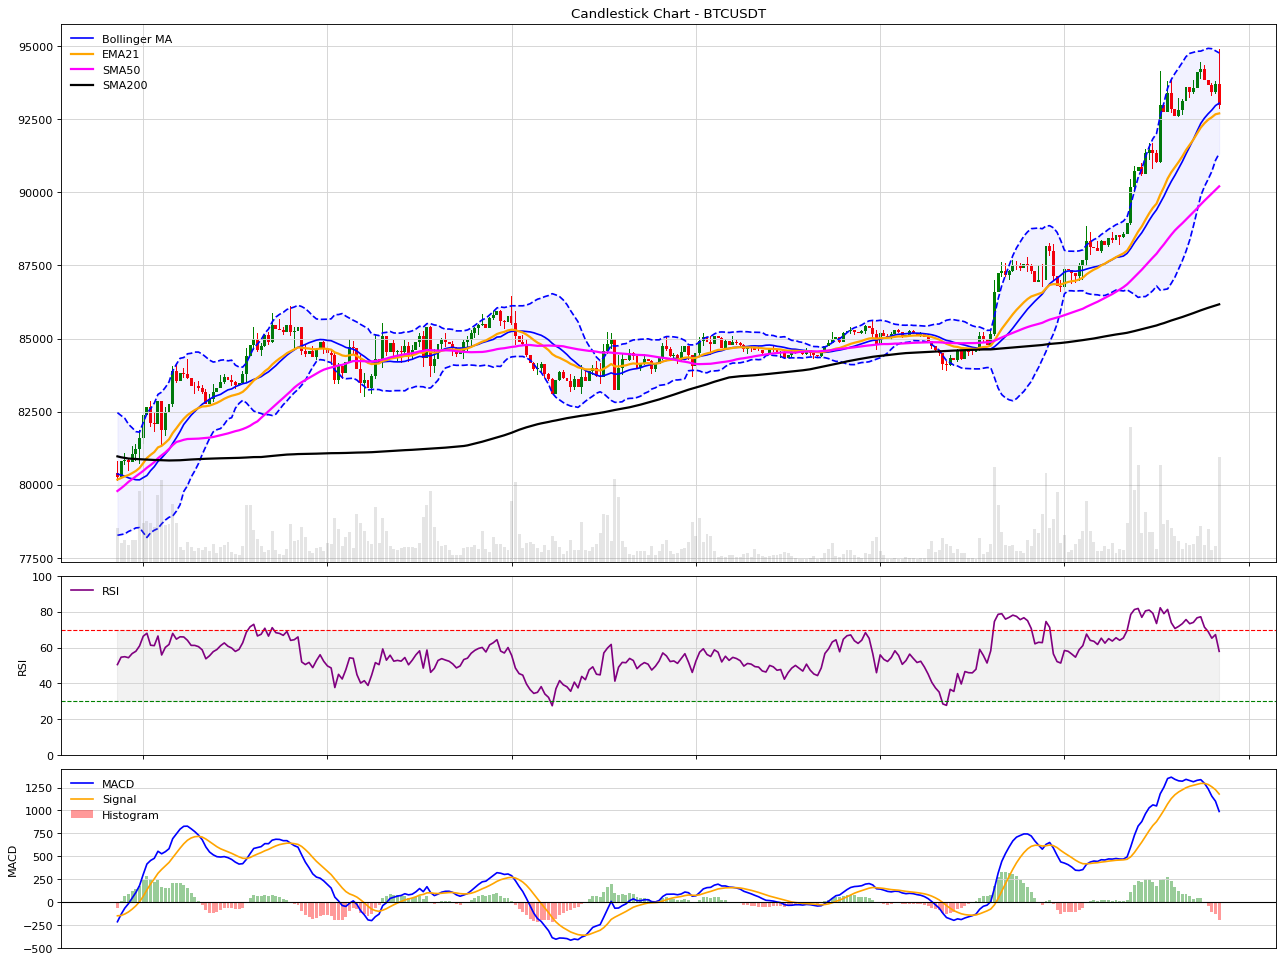 Candlestick Chart - BTCUSDT
Bollinger MA
EMA21
SMA50
SMA200
95000
92500
90000
87500
85000
82500
80000
77500
RSI
100
80
60
40
20
0
RSI
MACD
Signal
Histogram
1250
1000
750
500
250
0
−250
−500
MACD